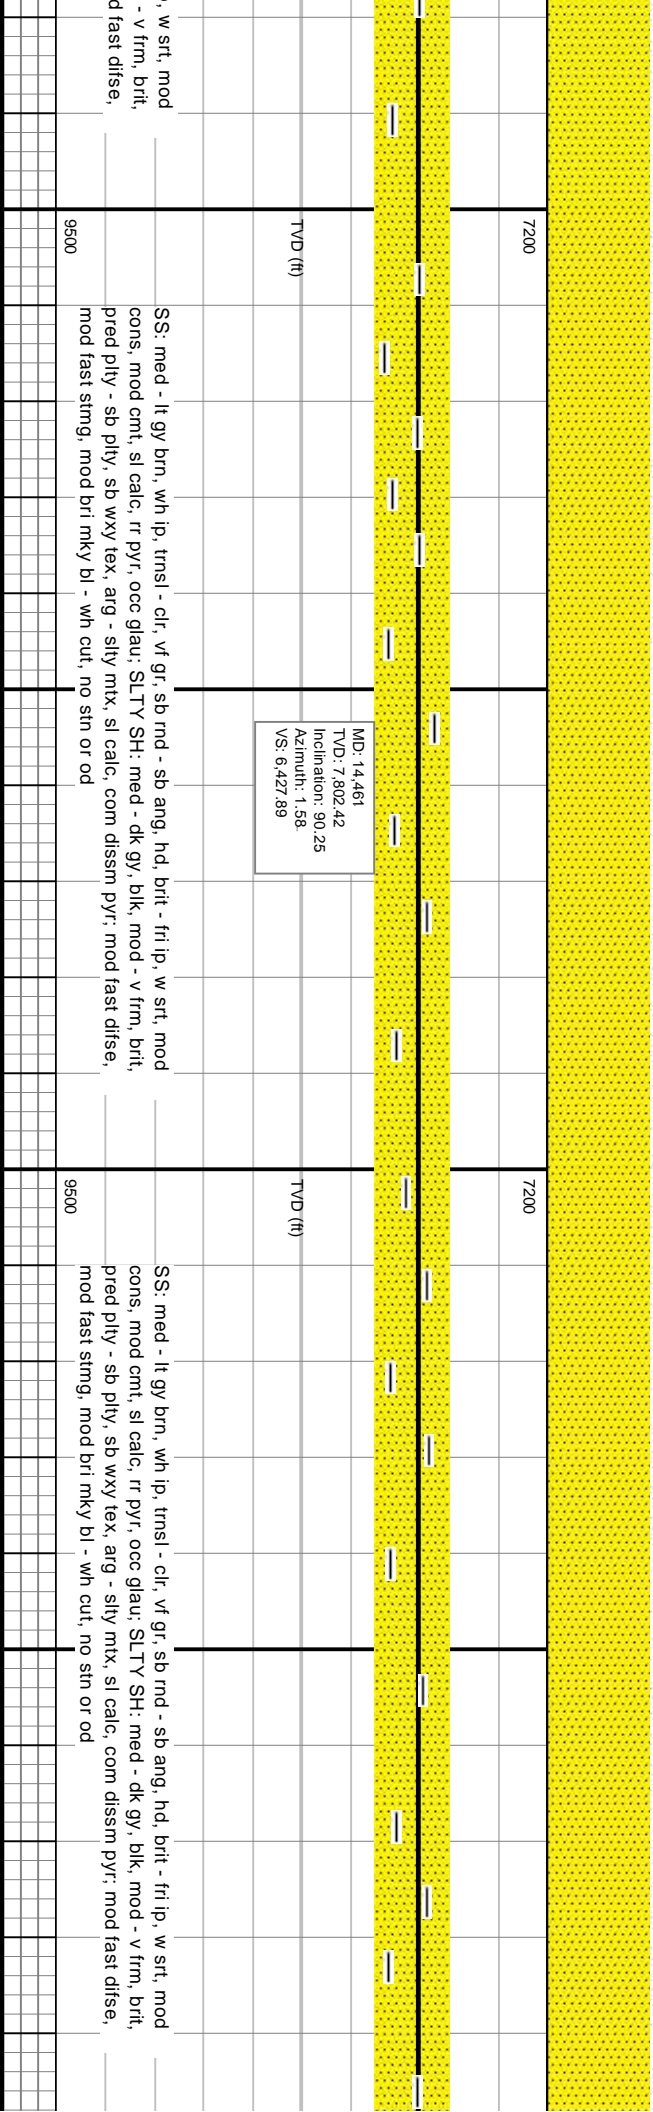 , w srt, mod
- v frm, brit,
d fast difse,
7200
TVD (ft)
9500
SS: med - lt gy brn, wh ip, trnsl - clr, vf gr, sb rnd - sb ang, hd, brit - fri ip, w srt, mod
cons, mod cmt, sl calc, rr pyr, occ glau; SLTY SH: med - dk gy, blk, mod - v frm, brit,
pred plty - sb plty, sb wxy tex, arg - slty mtx, sl calc, com dissm pyr; mod fast difse,
mod fast stmg, mod bri mky bl - wh cut, no stn or od
MD: 14,461
TVD: 7,802.42
Inclination: 90.25
Azimuth: 1.58
VS: 6,427.89
7200
TVD (ft)
9500
SS: med - lt gy brn, wh ip, trnsl - clr, vf gr, sb rnd - sb ang, hd, brit - fri ip, w srt, mod
cons, mod cmt, sl calc, rr pyr, occ glau; SLTY SH: med - dk gy, blk, mod - v frm, brit,
pred plty - sb plty, sb wxy tex, arg - slty mtx, sl calc, com dissm pyr; mod fast difse,
mod fast stmg, mod bri mky bl - wh cut, no stn or od